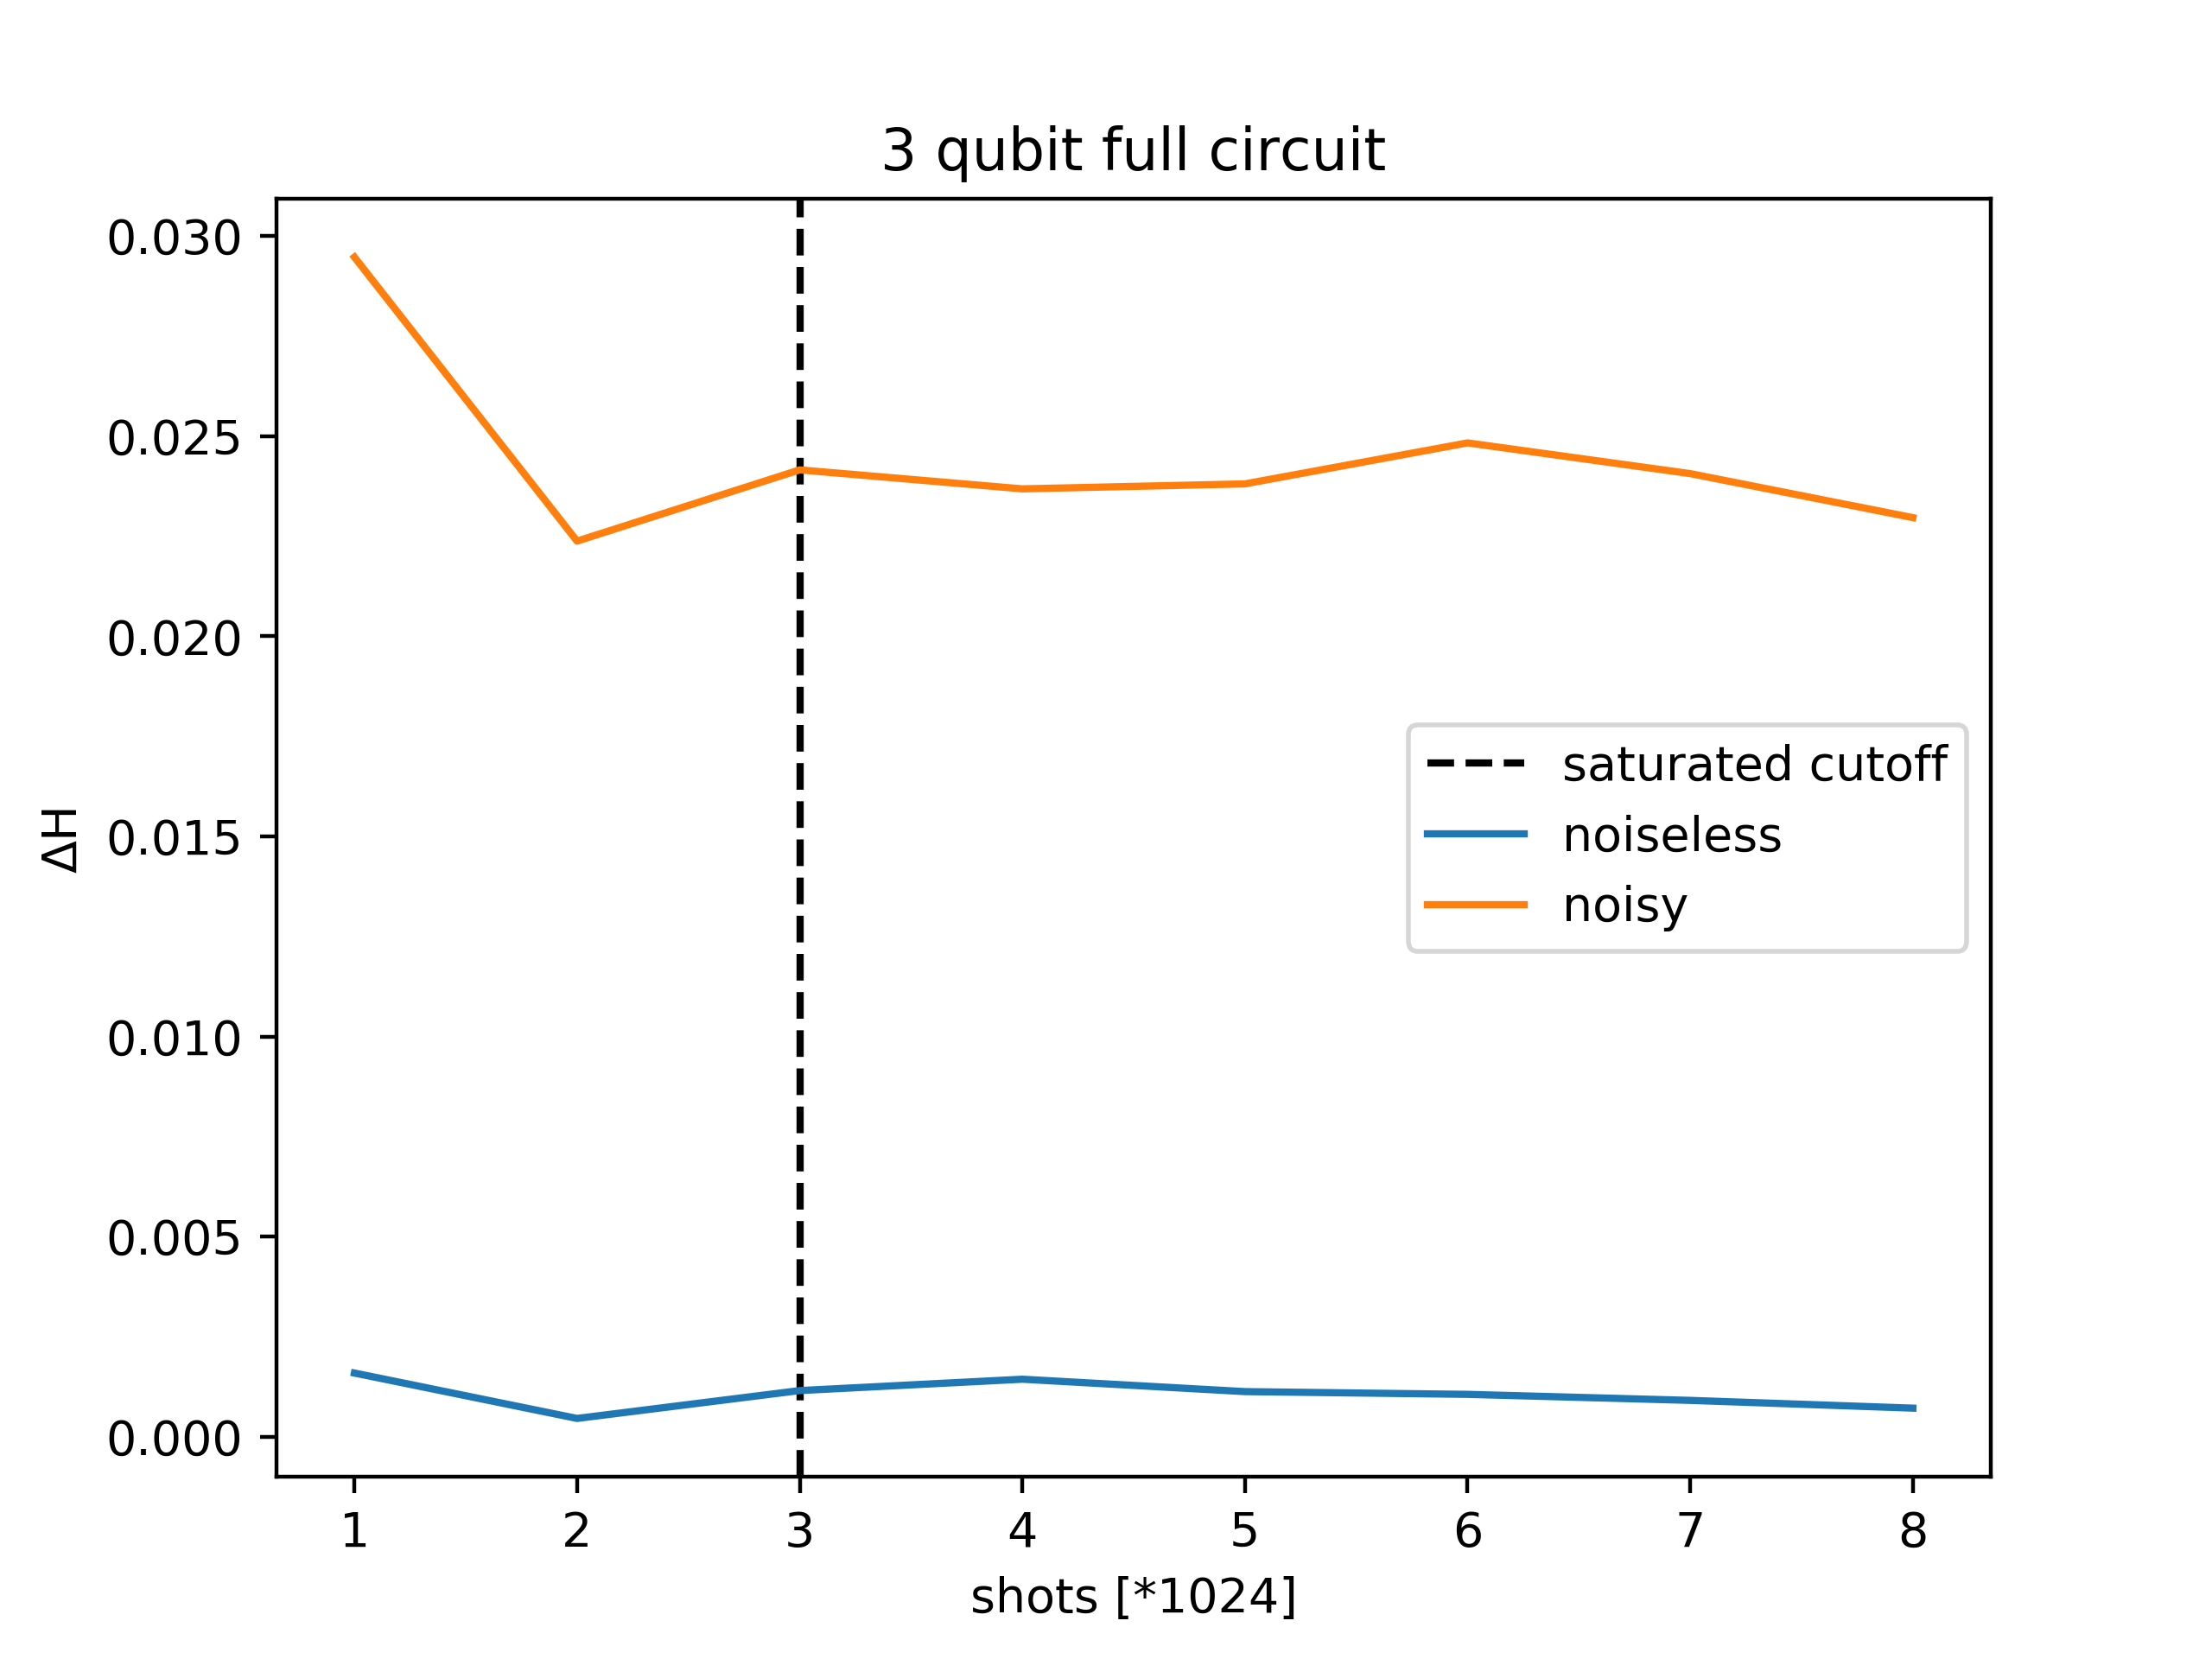 3 qubit full circuit
0.030
0.025
0.020
0.015
0.010
0.005
0.000
ΔH
saturated cutoff
noiseless
noisy
1 2 3 4 5 6 7 8
shots [*1024]